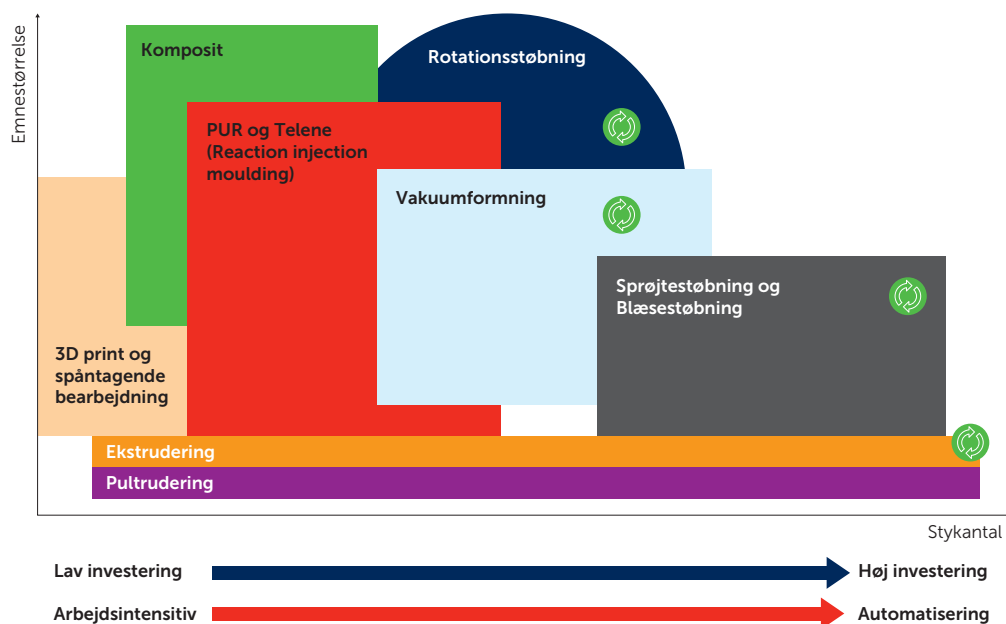 Emnestørrelse
Komposit
Rotationsstøbning
PUR og Telene
(Reaction injection
moulding)
Vakuumformning
Sprøjtestøbning og
Blæsestøbning
3D print og
spåntagende
bearbejdning
Ekstrudering
Pultrudering
Stykantal
Lav investering
Høj investering
Arbejdsintensitiv
Automatisering